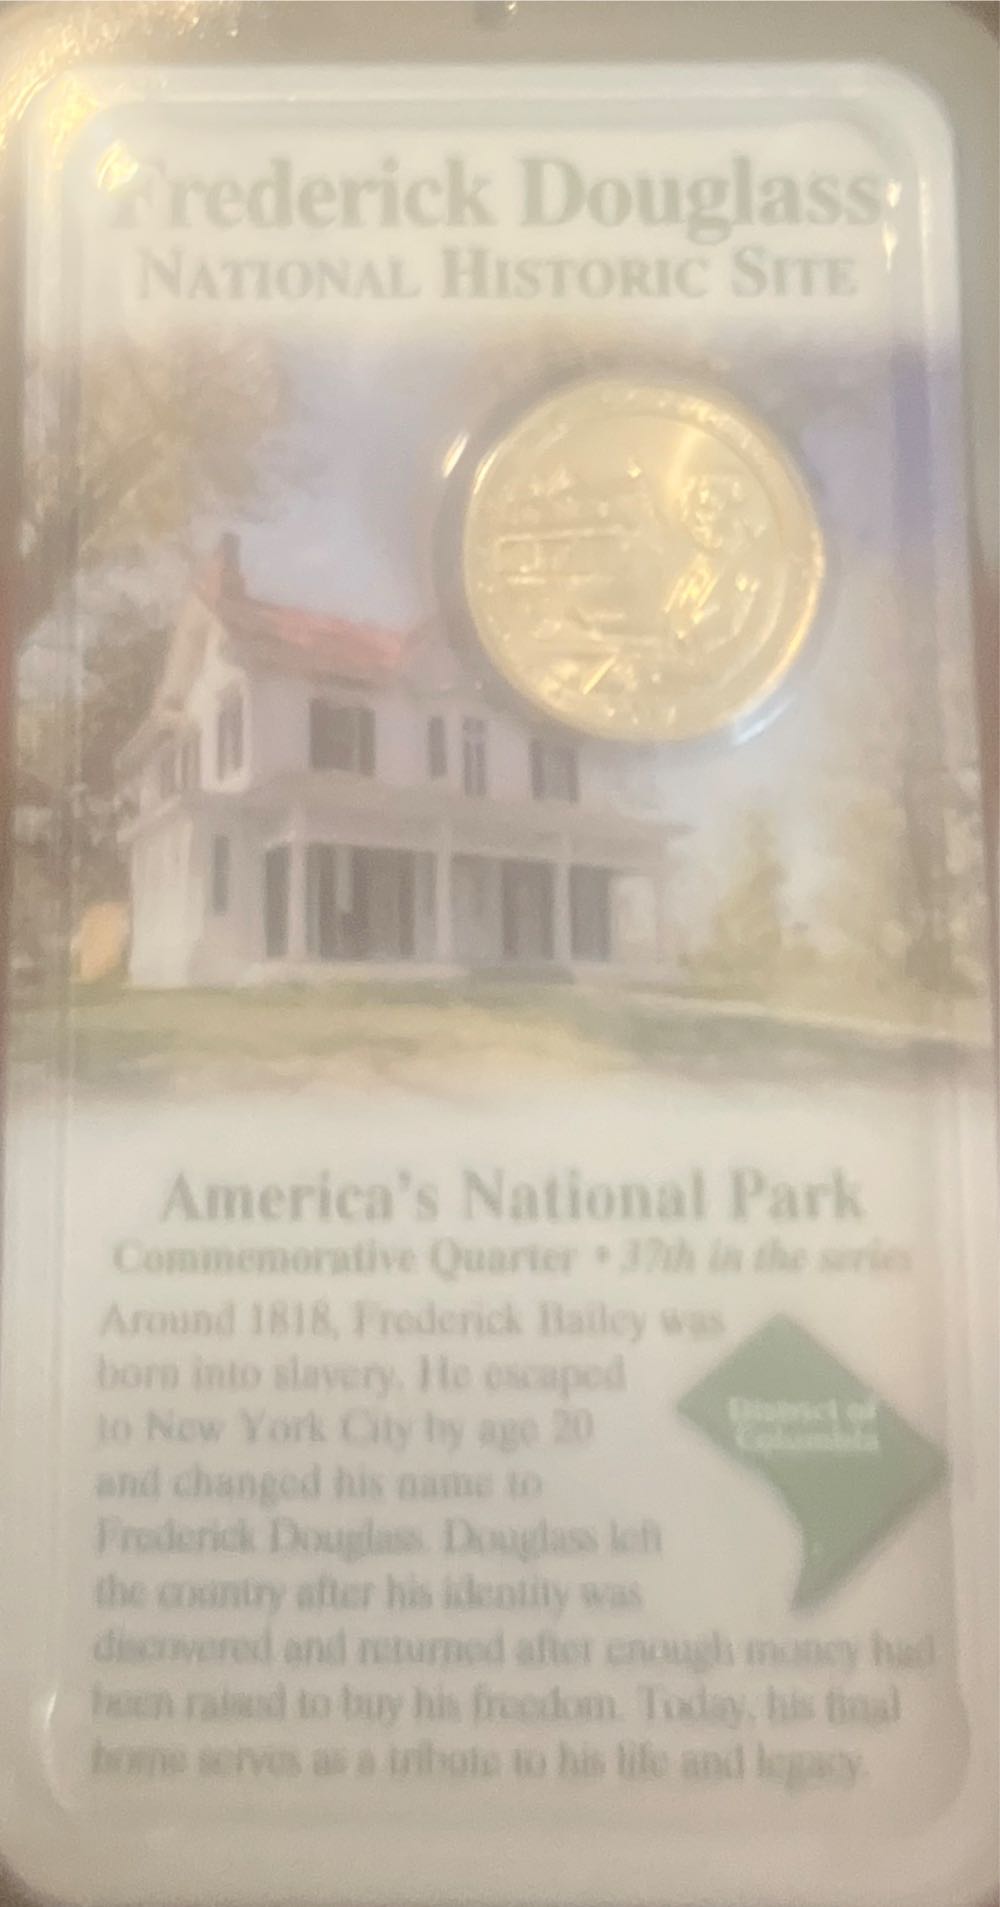 Frederick Douglass
NATIONAL HISTORIC SITE
America's National Park
Commemorative Quarter • 37th in the series
Around 1818, Frederick Bailey was
born into slavery. He escaped
to New York City by age 20
and changed his name to
Frederick Douglass. Douglass left
the country after his identity was
discovered and returned after enough money had
been raised to buy his freedom. Today, his final
home serves as a tribute to his life and legacy.
District of
Columbia